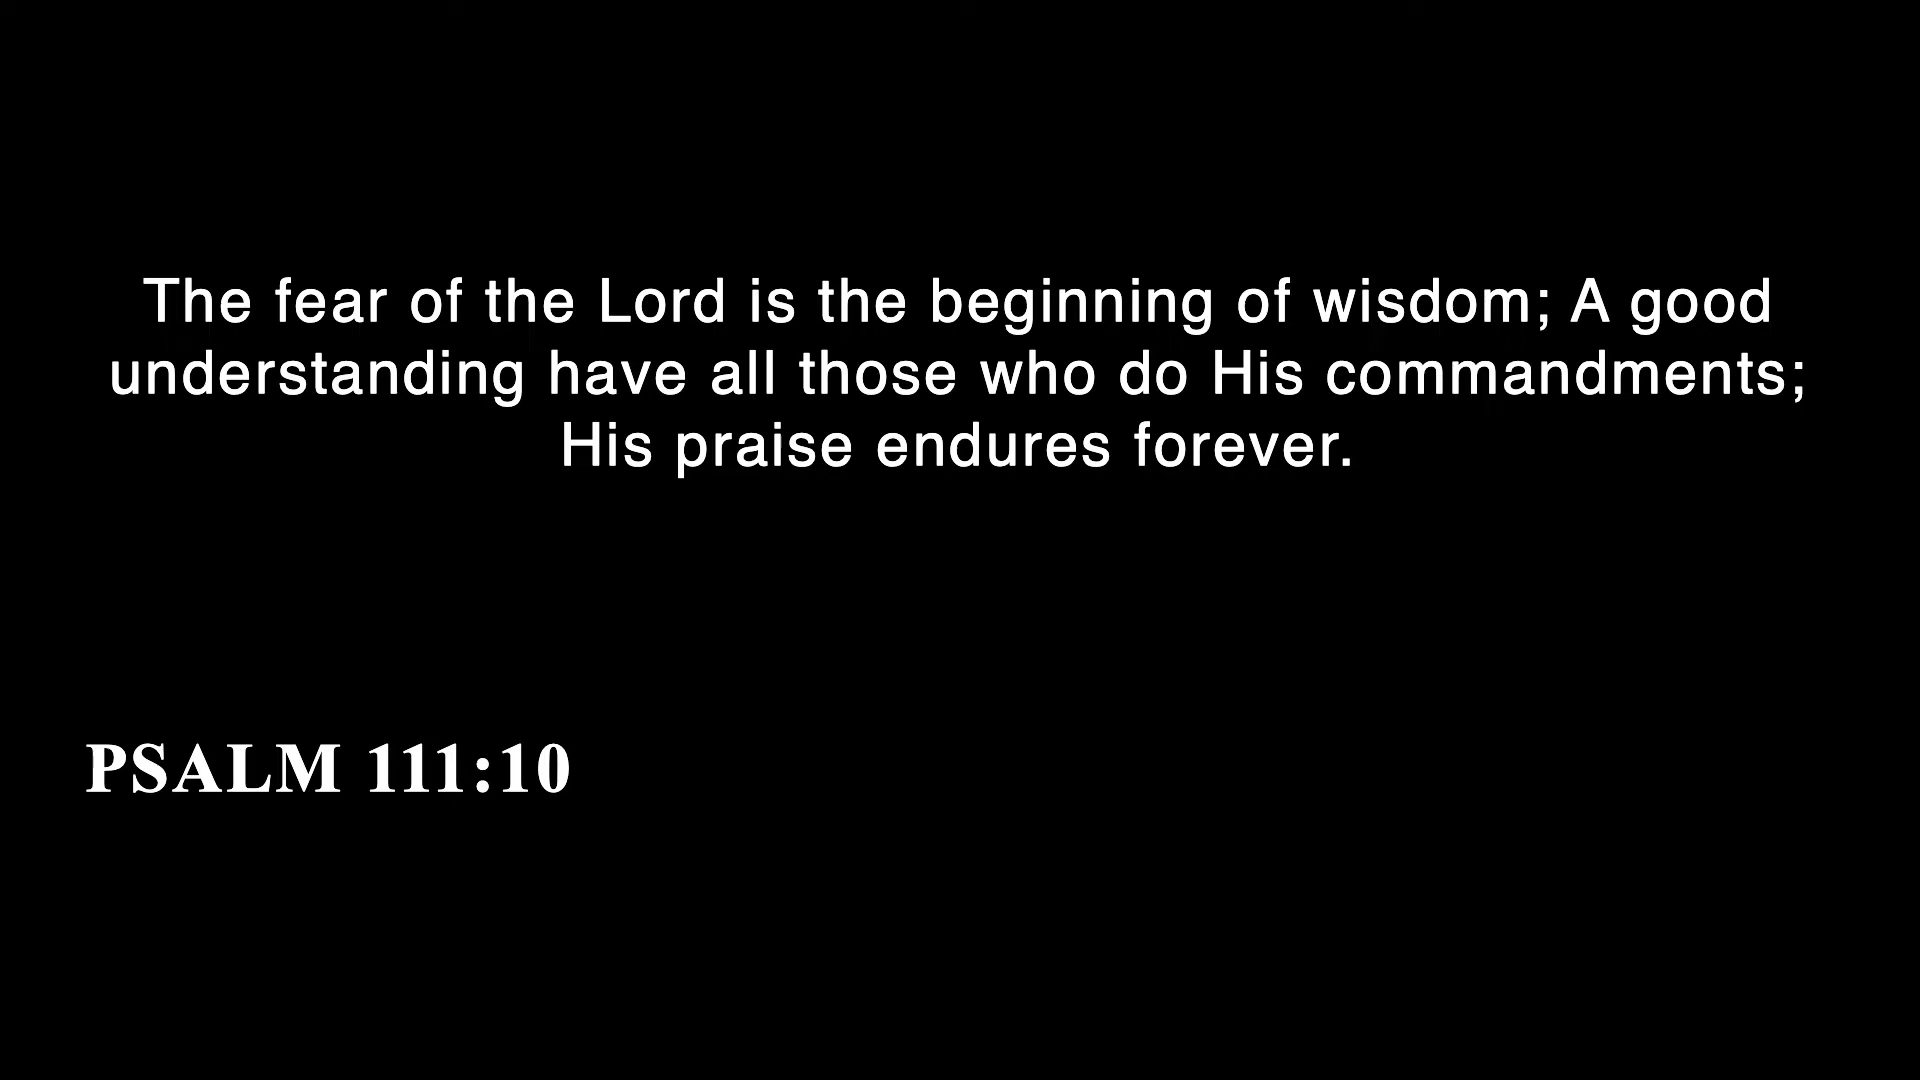 The fear of the Lord is the beginning of wisdom; A good
understanding have all those who do His commandments;
His praise endures forever.
PSALM 111:10